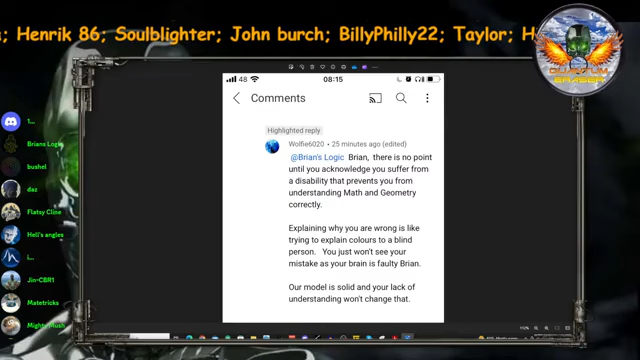 ; Henrik 86; Soulblighter; John burch; BillyPhilly22; Taylor; H
QUANTUM
ERASER
48
08:15
Comments
Highlighted reply
Wolfie6020 • 25 minutes ago (edited)
@Brian's Logic Brian, there is no point
until you acknowledge you suffer from
a disability that prevents you from
understanding Math and Geometry
correctly.
Explaining why you are wrong is like
trying to explain colours to a blind
person. You just won't see your
mistake as your brain is faulty Brian.
Our model is solid and your lack of
understanding won't change that.
1...
Brians Logic
bushel
daz
Flatsy Cline
Hell's angles
i...
Jin-CBR1
Matetricks